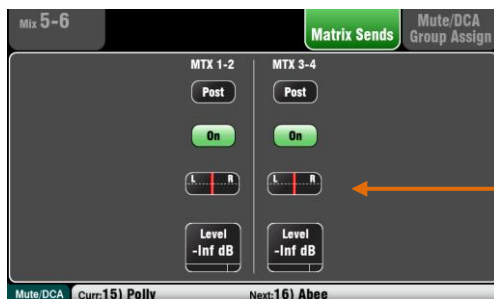 Mix 5-6
Matrix Sends
Mute/DCA
Group Assign
MTX 1-2
MTX 3-4
Post
Post
On
On
L R
L R
Level
-Inf dB
Level
-Inf dB
Mute/DCA
Curr:15) Polly
Next:16) Abee